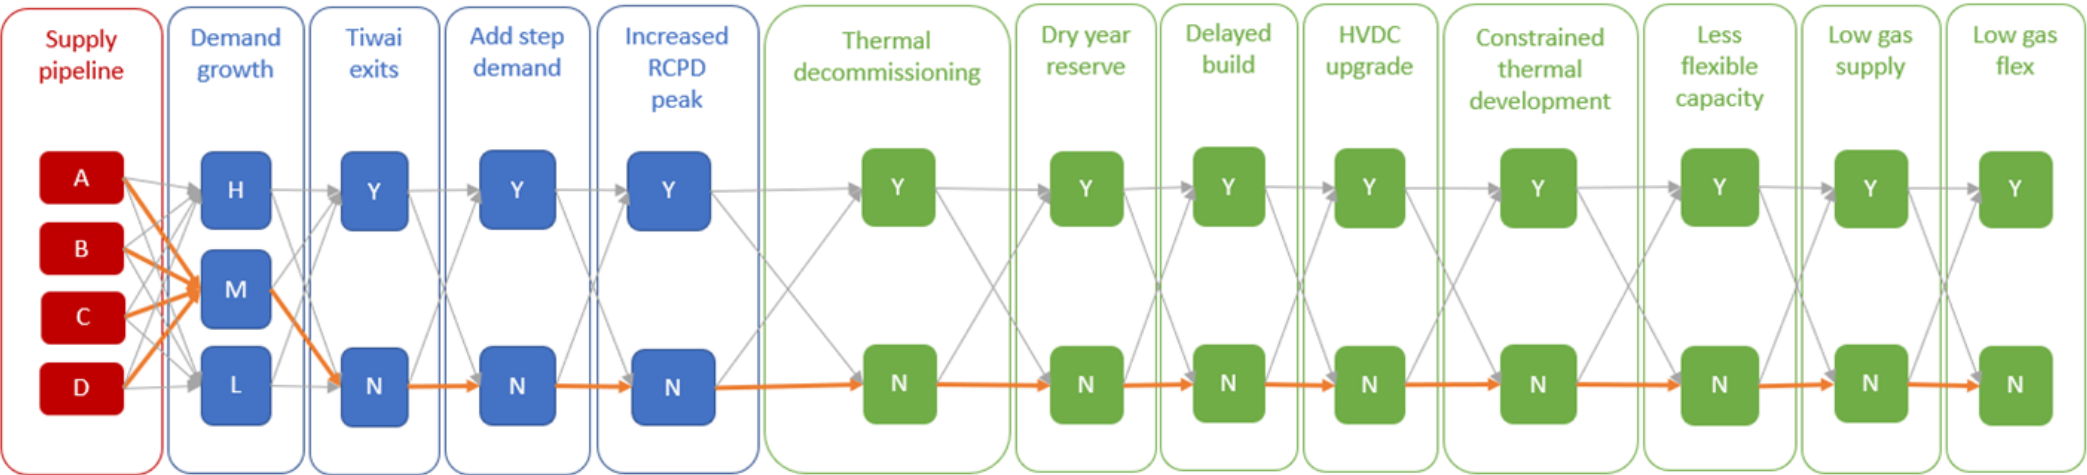 Supply
pipeline
A
B
C
D
Demand
growth
H
M
L
Tiwai
exits
Y
N
Add step
demand
Y
N
Increased
RCPD
peak
Y
N
Thermal
decommissioning
Y
N
Dry year
reserve
Y
N
Delayed
build
Y
N
HVDC
upgrade
Y
N
Constrained
thermal
development
Y
N
Less
flexible
capacity
Y
N
Low gas
supply
Y
N
Low gas
flex
Y
N